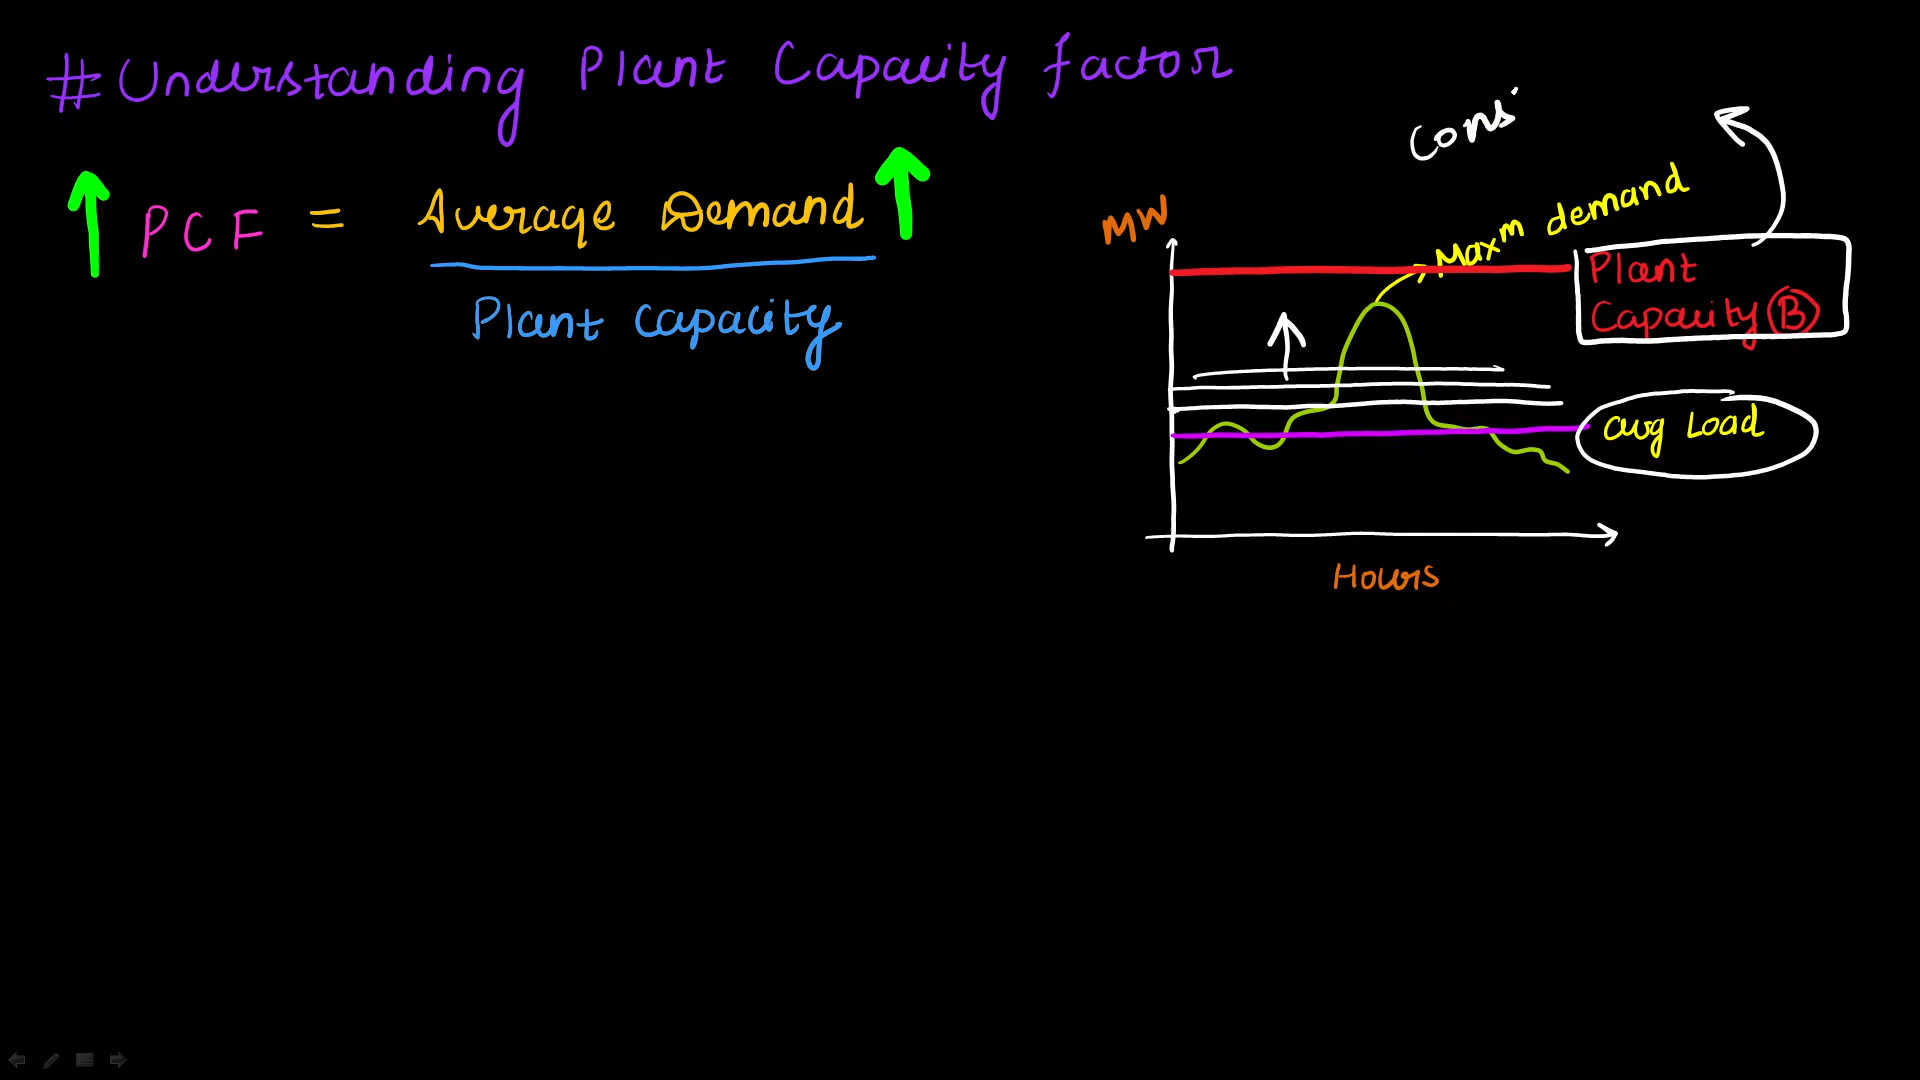 # Understanding Plant Capacity factor
PCF = Average Demand
Plant Capacity
Cons
Maxᵐ demand
MW
Plant
Capacity B
avg Load
Hours